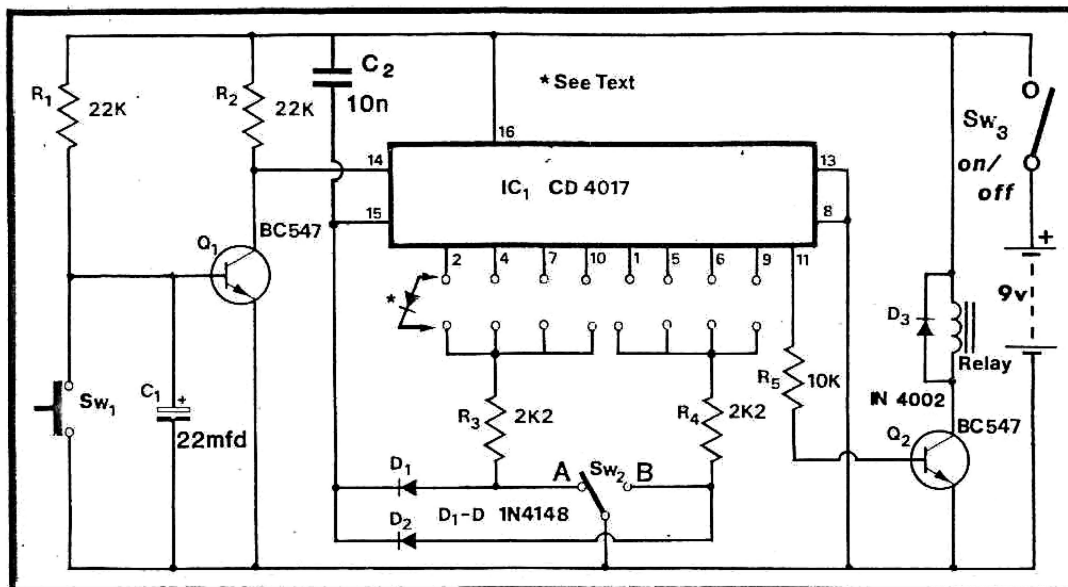 C2
10n
* See Text
R1
22K
R2
22K
16
14
13
IC1 CD 4017
15
8
Sw3
on/
off
BC547
Q1
2
4
7
10
1
5
6
9
11
+
9v
*
D3
Relay
R5
10K
IN 4002
Sw1
C1
+
22mfd
R3
2K2
R4
2K2
BC547
Q2
D1
A
Sw2
B
D1-D 1N4148
D2